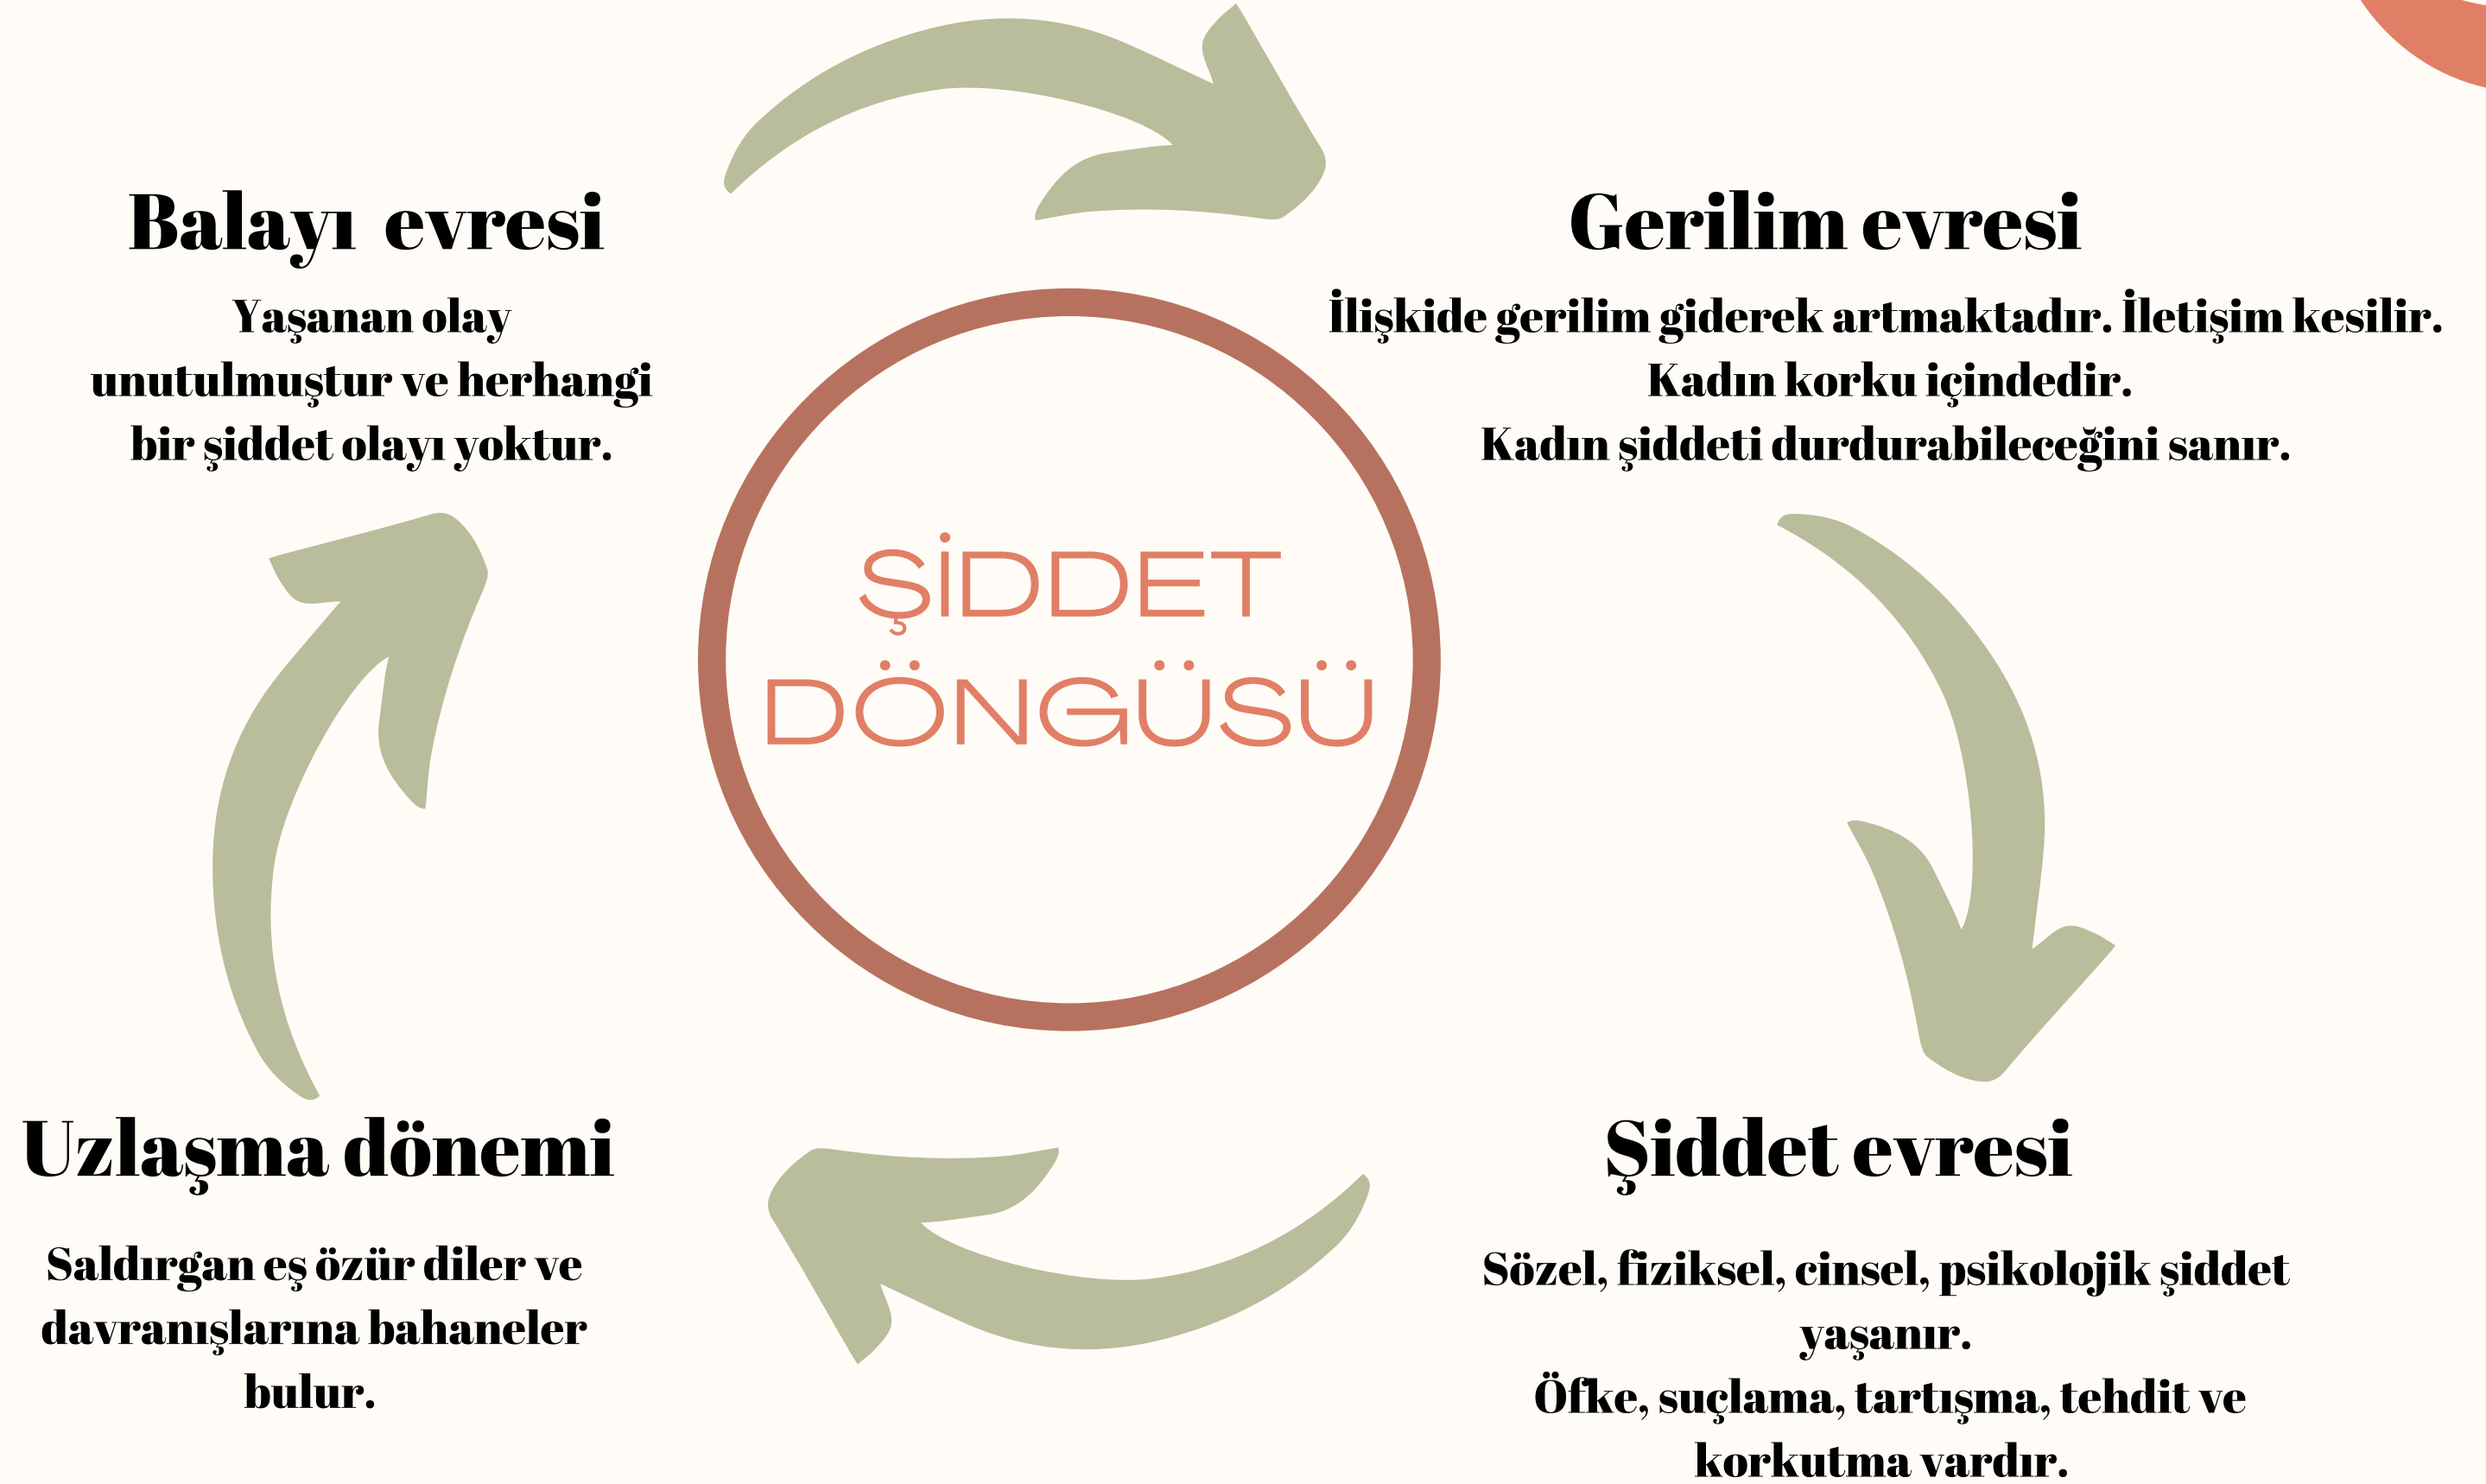 Balayı evresi
Yaşanan olay
unutulmuştur ve herhangi
bir şiddet olayı yoktur.
Gerilim evresi
İlişkide gerilim giderek artmaktadır. İletişim kesilir.
Kadın korku içindedir.
Kadın şiddeti durdurabileceğini sanır.
ŞİDDET
DÖNGÜSÜ
Uzlaşma dönemi
Saldırgan eş özür diler ve
davranışlarına bahaneler
bulur.
Şiddet evresi
Sözel, fiziksel, cinsel, psikolojik şiddet
yaşanır.
Öfke, suçlama, tartışma, tehdit ve
korkutma vardır.